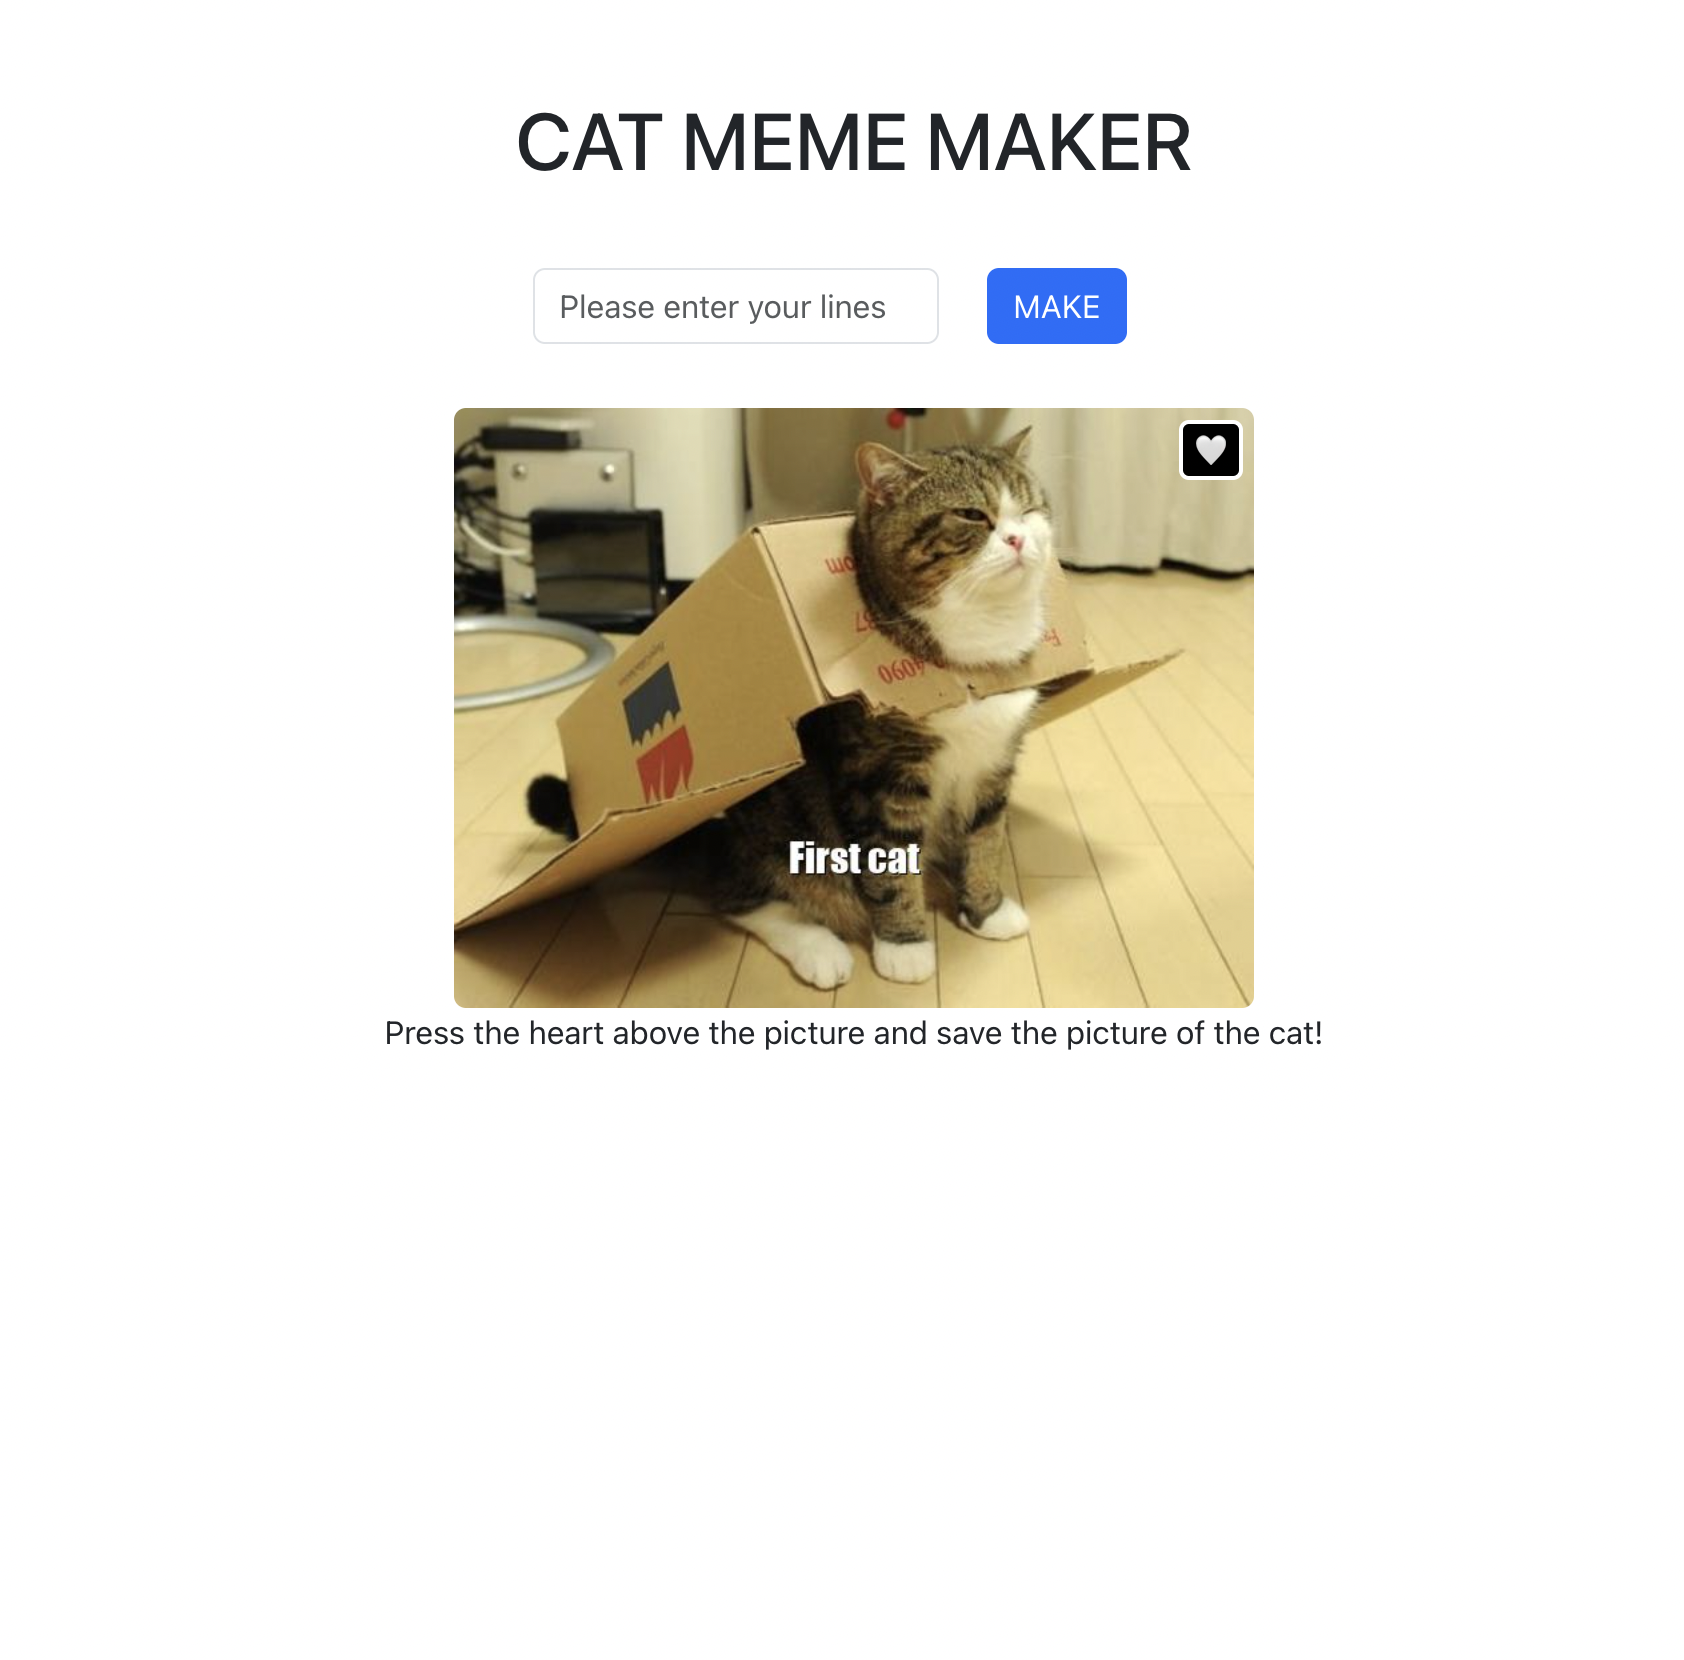 CAT MEME MAKER
Please enter your lines
MAKE
0607
First cat
Press the heart above the picture and save the picture of the cat!